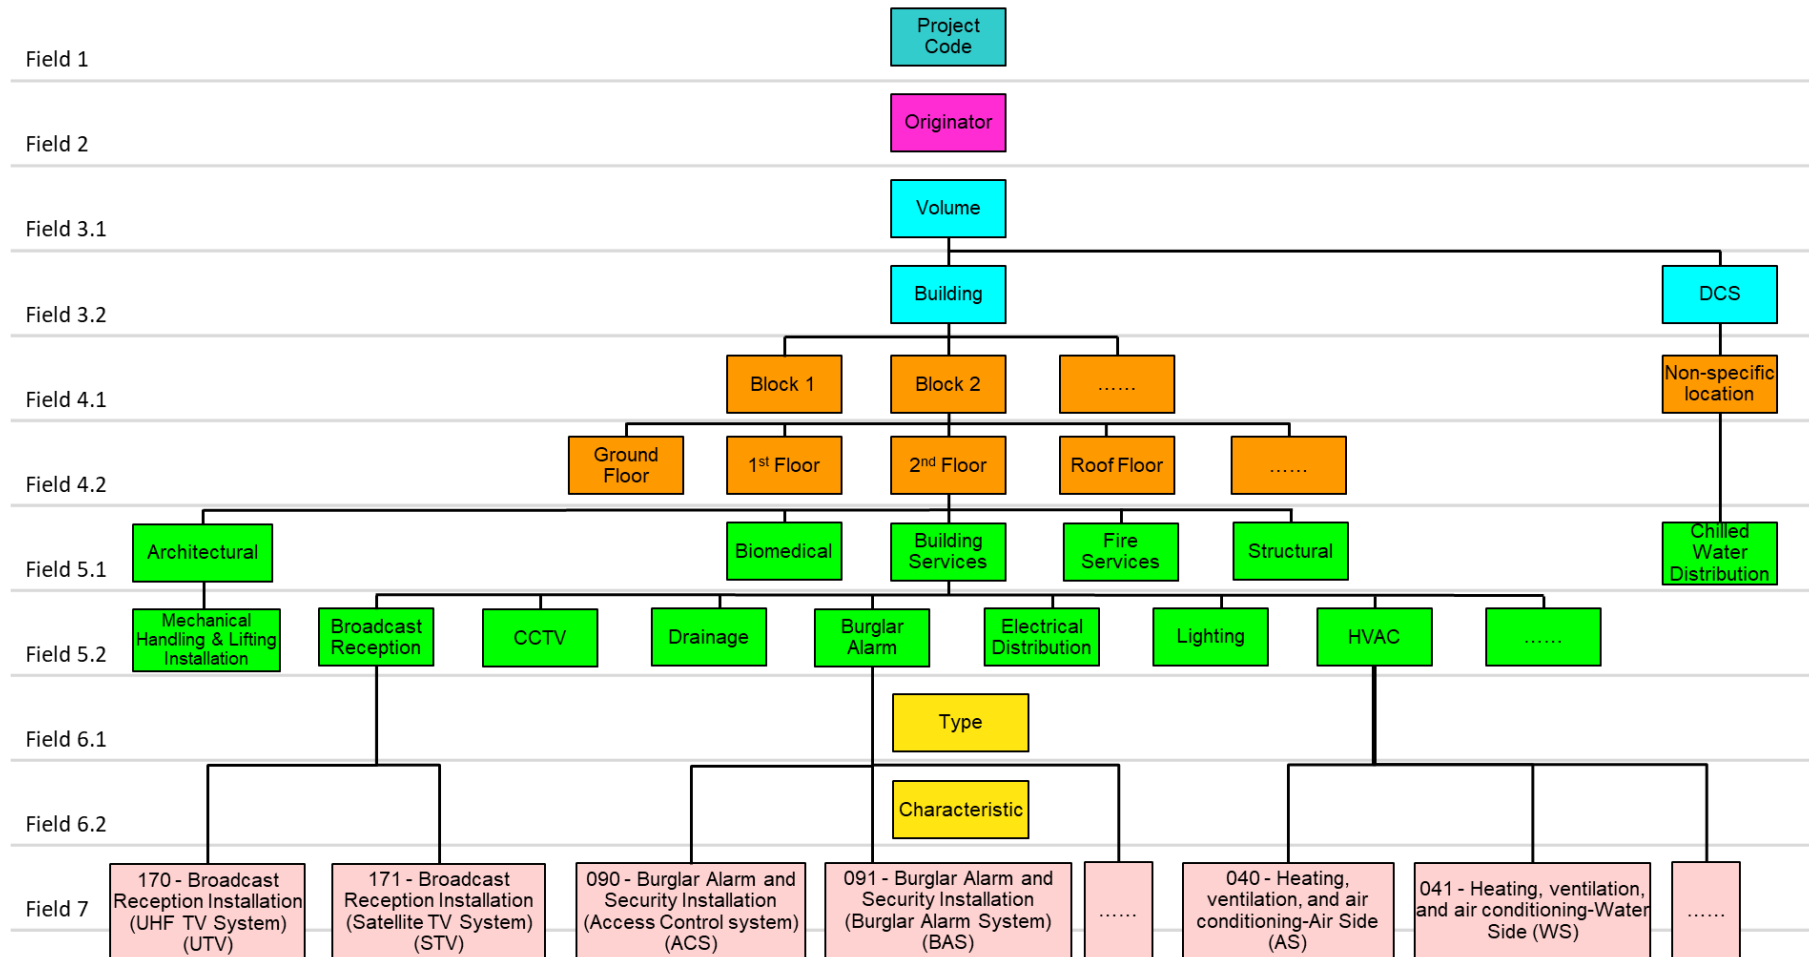 Field 1
Project
Code
Field 2
Originator
Field 3.1
Volume
Field 3.2
Building
DCS
Field 4.1
Block 1
Block 2
……
Non-specific
location
Field 4.2
Ground
Floor
1st Floor
2nd Floor
Roof Floor
……
Field 5.1
Architectural
Biomedical
Building
Services
Fire
Services
Structural
Chilled
Water
Distribution
Field 5.2
Mechanical
Handling & Lifting
Installation
Broadcast
Reception
CCTV
Drainage
Burglar
Alarm
Electrical
Distribution
Lighting
HVAC
……
Field 6.1
Type
Field 6.2
Characteristic
Field 7
170 - Broadcast
Reception Installation
(UHF TV System)
(UTV)
171 - Broadcast
Reception Installation
(Satellite TV System)
(STV)
090 - Burglar Alarm and
Security Installation
(Access Control system)
(ACS)
091 - Burglar Alarm and
Security Installation
(Burglar Alarm System)
(BAS)
……
040 - Heating,
ventilation, and air
conditioning-Air Side
(AS)
041 - Heating, ventilation,
and air conditioning-Water
Side (WS)
……